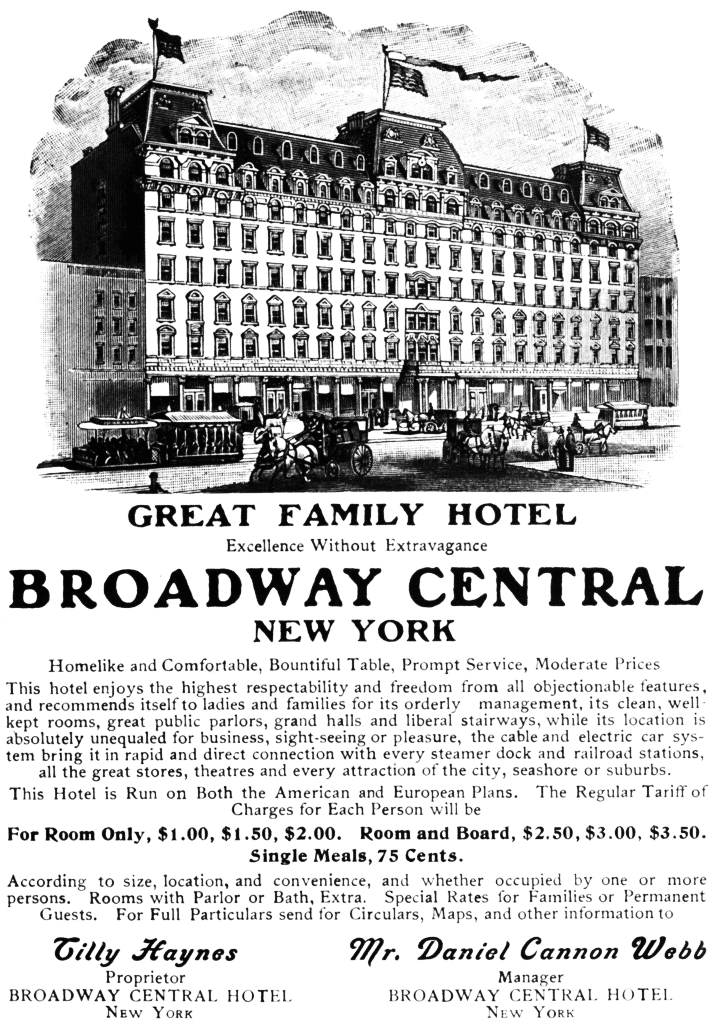 GREAT FAMILY HOTEL
Excellence Without Extravagance
BROADWAY CENTRAL
NEW YORK
Homelike and Comfortable, Bountiful Table, Prompt Service, Moderate Prices
This hotel enjoys the highest respectability and freedom from all objectionable features,
and recommends itself to ladies and families for its orderly management, its clean, well-
kept rooms, great public parlors, grand halls and liberal stairways, while its location is
absolutely unequaled for business, sight-seeing or pleasure, the cable and electric car sys-
tem bring it in rapid and direct connection with every steamer dock and railroad stations,
all the great stores, theatres and every attraction of the city, seashore or suburbs.
This Hotel is Run on Both the American and European Plans. The Regular Tariff of
Charges for Each Person will be
For Room Only, $1.00, $1.50, $2.00. Room and Board, $2.50, $3.00, $3.50.
Single Meals, 75 Cents.
According to size, location, and convenience, and whether occupied by one or more
persons. Rooms with Parlor or Bath, Extra. Special Rates for Families or Permanent
Guests. For Full Particulars send for Circulars, Maps, and other information to
Tilly Haynes Mr. Daniel Cannon Webb
Proprietor Manager
BROADWAY CENTRAL HOTEL BROADWAY CENTRAL HOTEL
NEW YORK NEW YORK